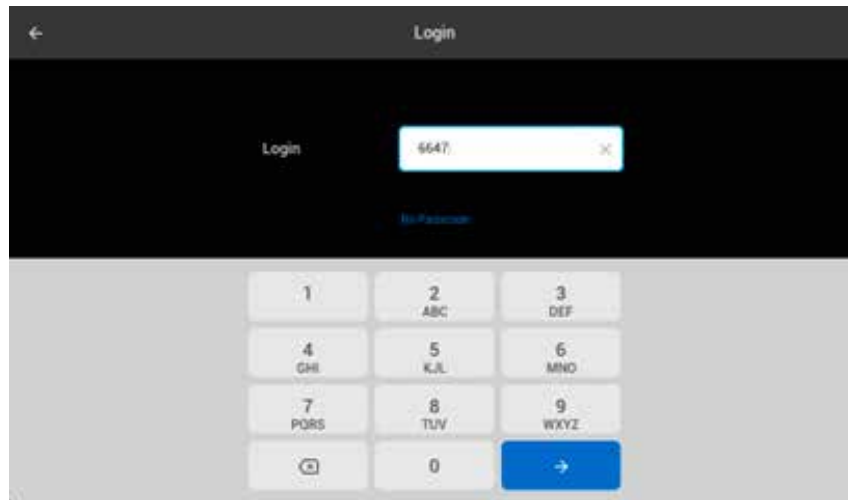 Login
Login 6647
1 2 3
ABC DEF
4 5 6
GHI KJL MNO
7 8 9
PQRS TUV WXYZ
0